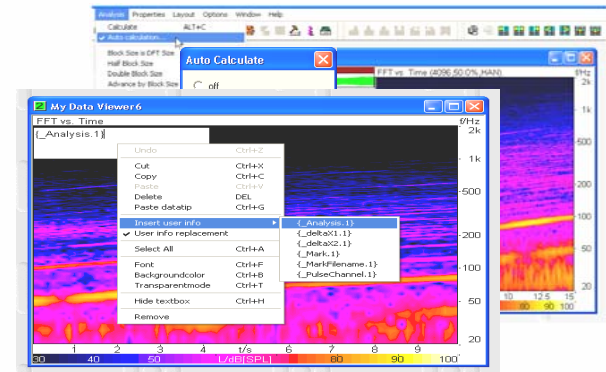 Analysis Properties Layout Options Window Help
Calculate ALT+C
Auto calculation...
Block Size is DFT Size
Half Block Size
Double Block Size
Advance by Block Size
Auto Calculate
off
FFT vs. Time (4096,50.0%,HAN)
f/Hz
2k
500
200
100
50
20
10 12.5 15
80 90 100
My Data Viewer6
FFT vs. Time f/Hz
{_Analysis.1}
2k
1k
500
200
100
50
20
Undo Ctrl+Z
Cut Ctrl+X
Copy Ctrl+C
Paste Ctrl+V
Delete DEL
Paste datatip Ctrl+G
Insert user info
User info replacement
Select All Ctrl+A
Font Ctrl+F
Backgroundcolor Ctrl+B
Transparentmode Ctrl+T
Hide textbox Ctrl+H
Remove
{_Analysis.1}
{_deltaX1.1}
{_deltaX2.1}
{_Mark.1}
{_MarkFilename.1}
{_PulseChannel.1}
1 2 3 4 t/s 6 7 8 9
30 40 50 L/dB[SPL] 80 90 100